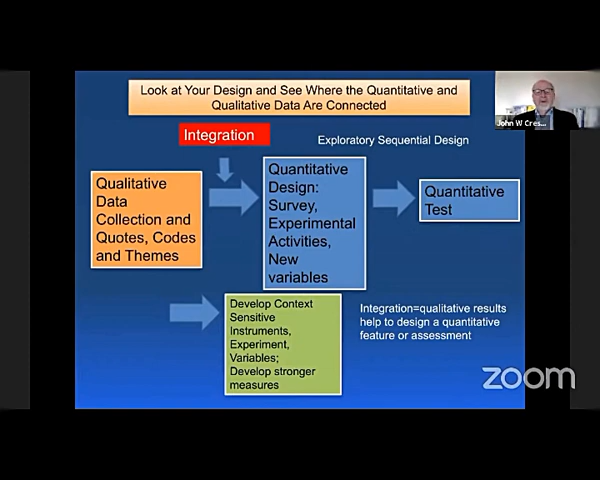 Look at Your Design and See Where the Quantitative and
Qualitative Data Are Connected
John W Cres...
Integration
Exploratory Sequential Design
Qualitative
Data
Collection and
Quotes, Codes
and Themes
Quantitative
Design:
Survey,
Experimental
Activities,
New
variables
Quantitative
Test
Develop Context
Sensitive
Instruments,
Experiment,
Variables;
Develop stronger
measures
Integration=qualitative results
help to design a quantitative
feature or assessment
zoom